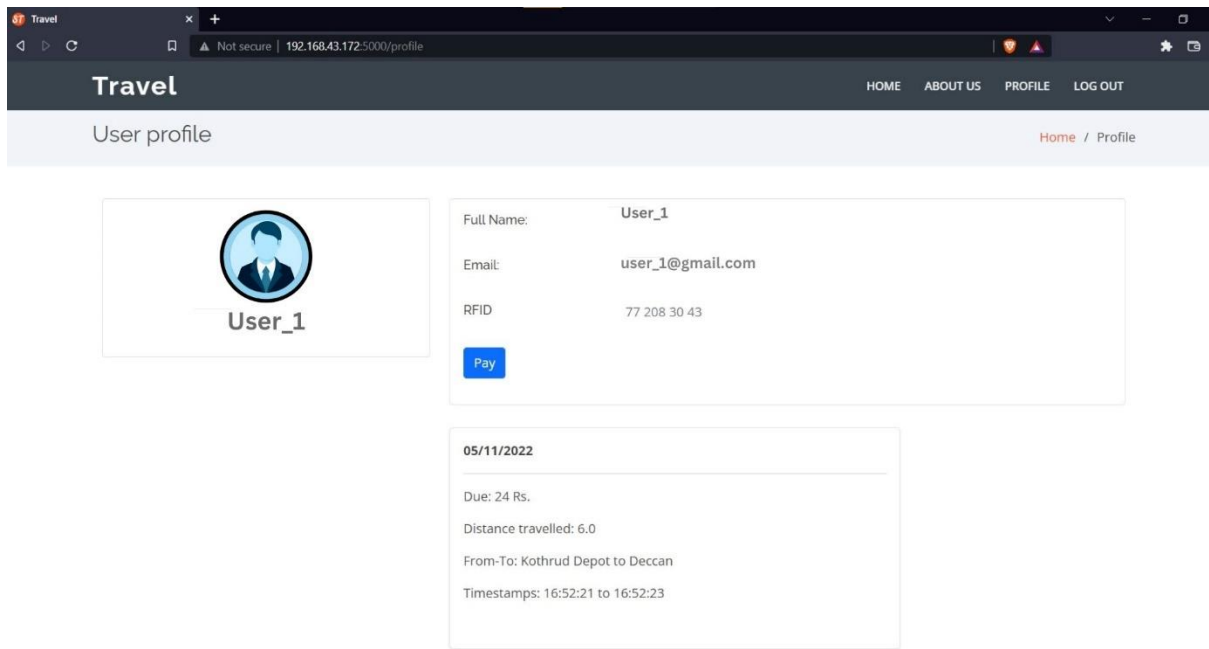 ST Travel
Not secure | 192.168.43.172:5000/profile
Travel
HOME ABOUT US PROFILE LOG OUT
User profile
Home / Profile
User_1
Full Name: User_1
Email: user_1@gmail.com
RFID 77 208 30 43
Pay
05/11/2022
Due: 24 Rs.
Distance travelled: 6.0
From-To: Kothrud Depot to Deccan
Timestamps: 16:52:21 to 16:52:23